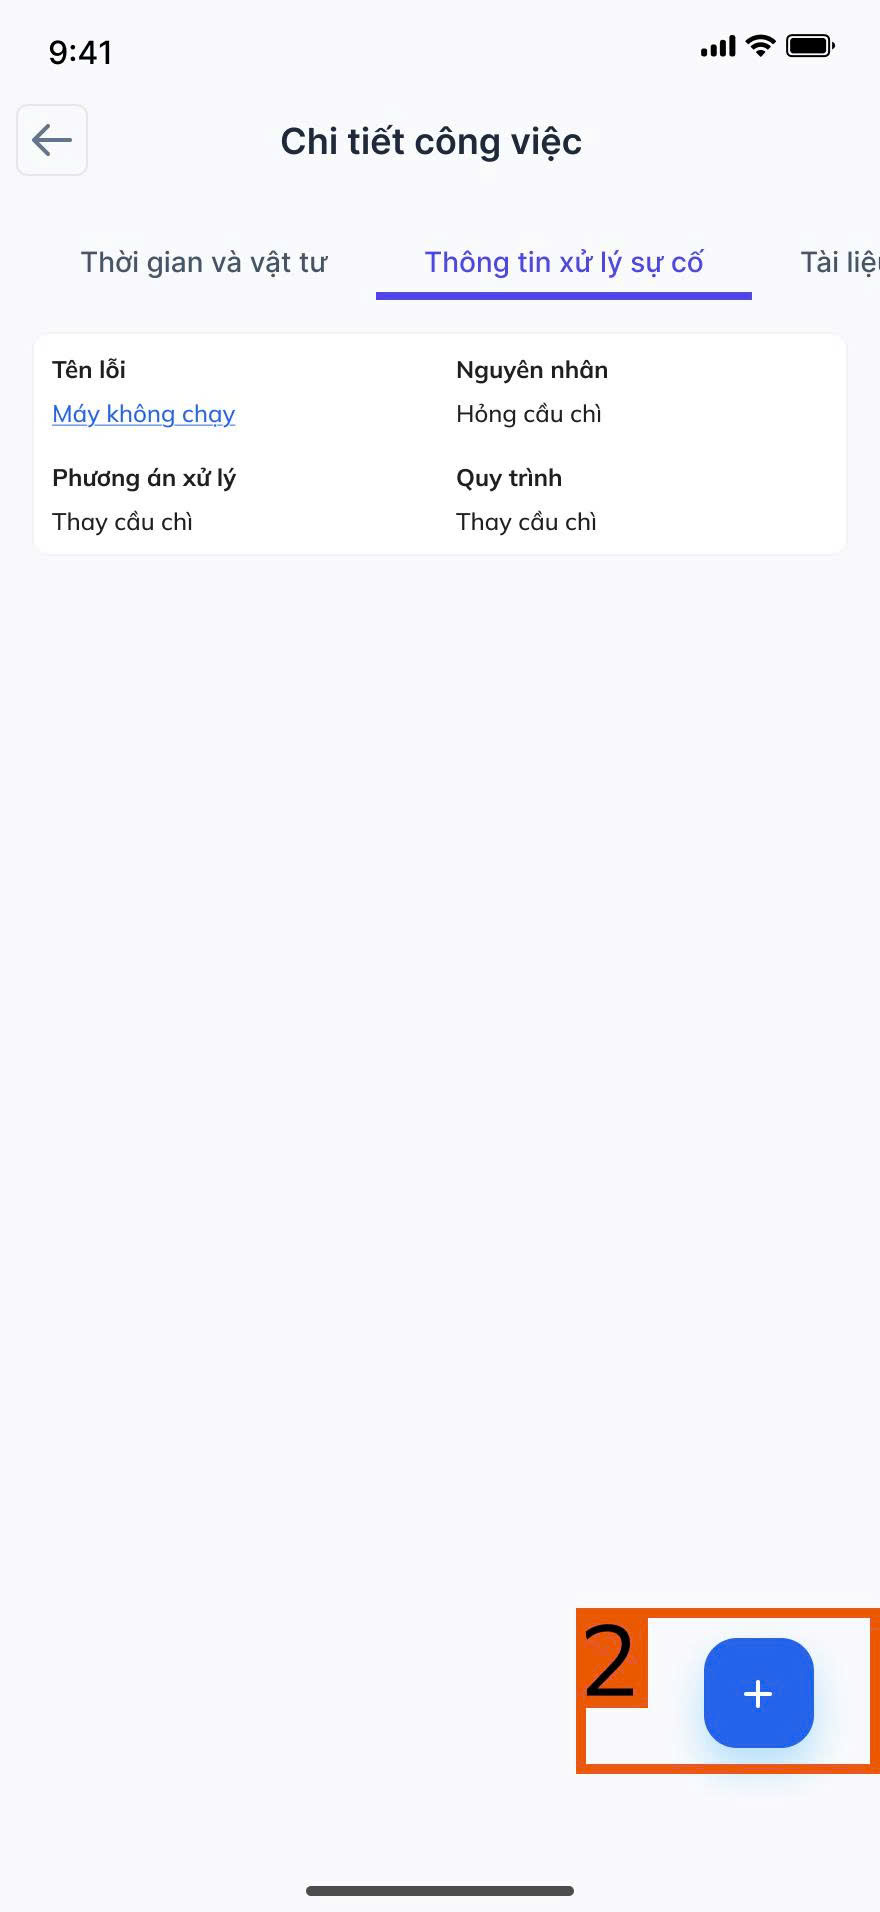 9:41
Chi tiết công việc
Thời gian và vật tư
Thông tin xử lý sự cố
Tài liệu
Tên lỗi
Nguyên nhân
Máy không chạy
Hỏng cầu chì
Phương án xử lý
Quy trình
Thay cầu chì
Thay cầu chì
2